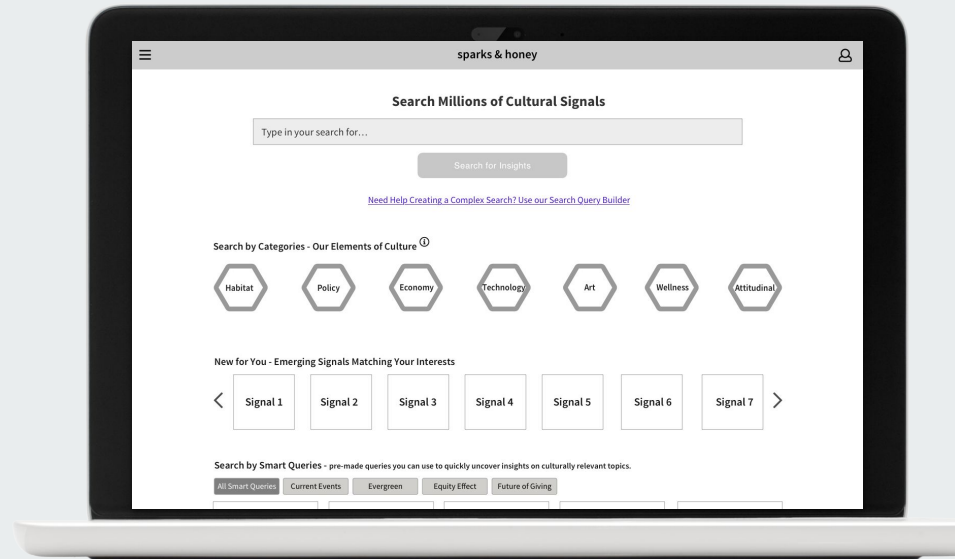 sparks & honey
Search Millions of Cultural Signals
Type in your search for...
Search for Insights
Need Help Creating a Complex Search? Use our Search Query Builder
Search by Categories - Our Elements of Culture
Habitat
Policy
Economy
Technology
Art
Wellness
Attitudinal
New for You - Emerging Signals Matching Your Interests
Signal 1
Signal 2
Signal 3
Signal 4
Signal 5
Signal 6
Signal 7
Search by Smart Queries - pre-made queries you can use to quickly uncover insights on culturally relevant topics.
All Smart Queries
Current Events
Evergreen
Equity Effect
Future of Giving